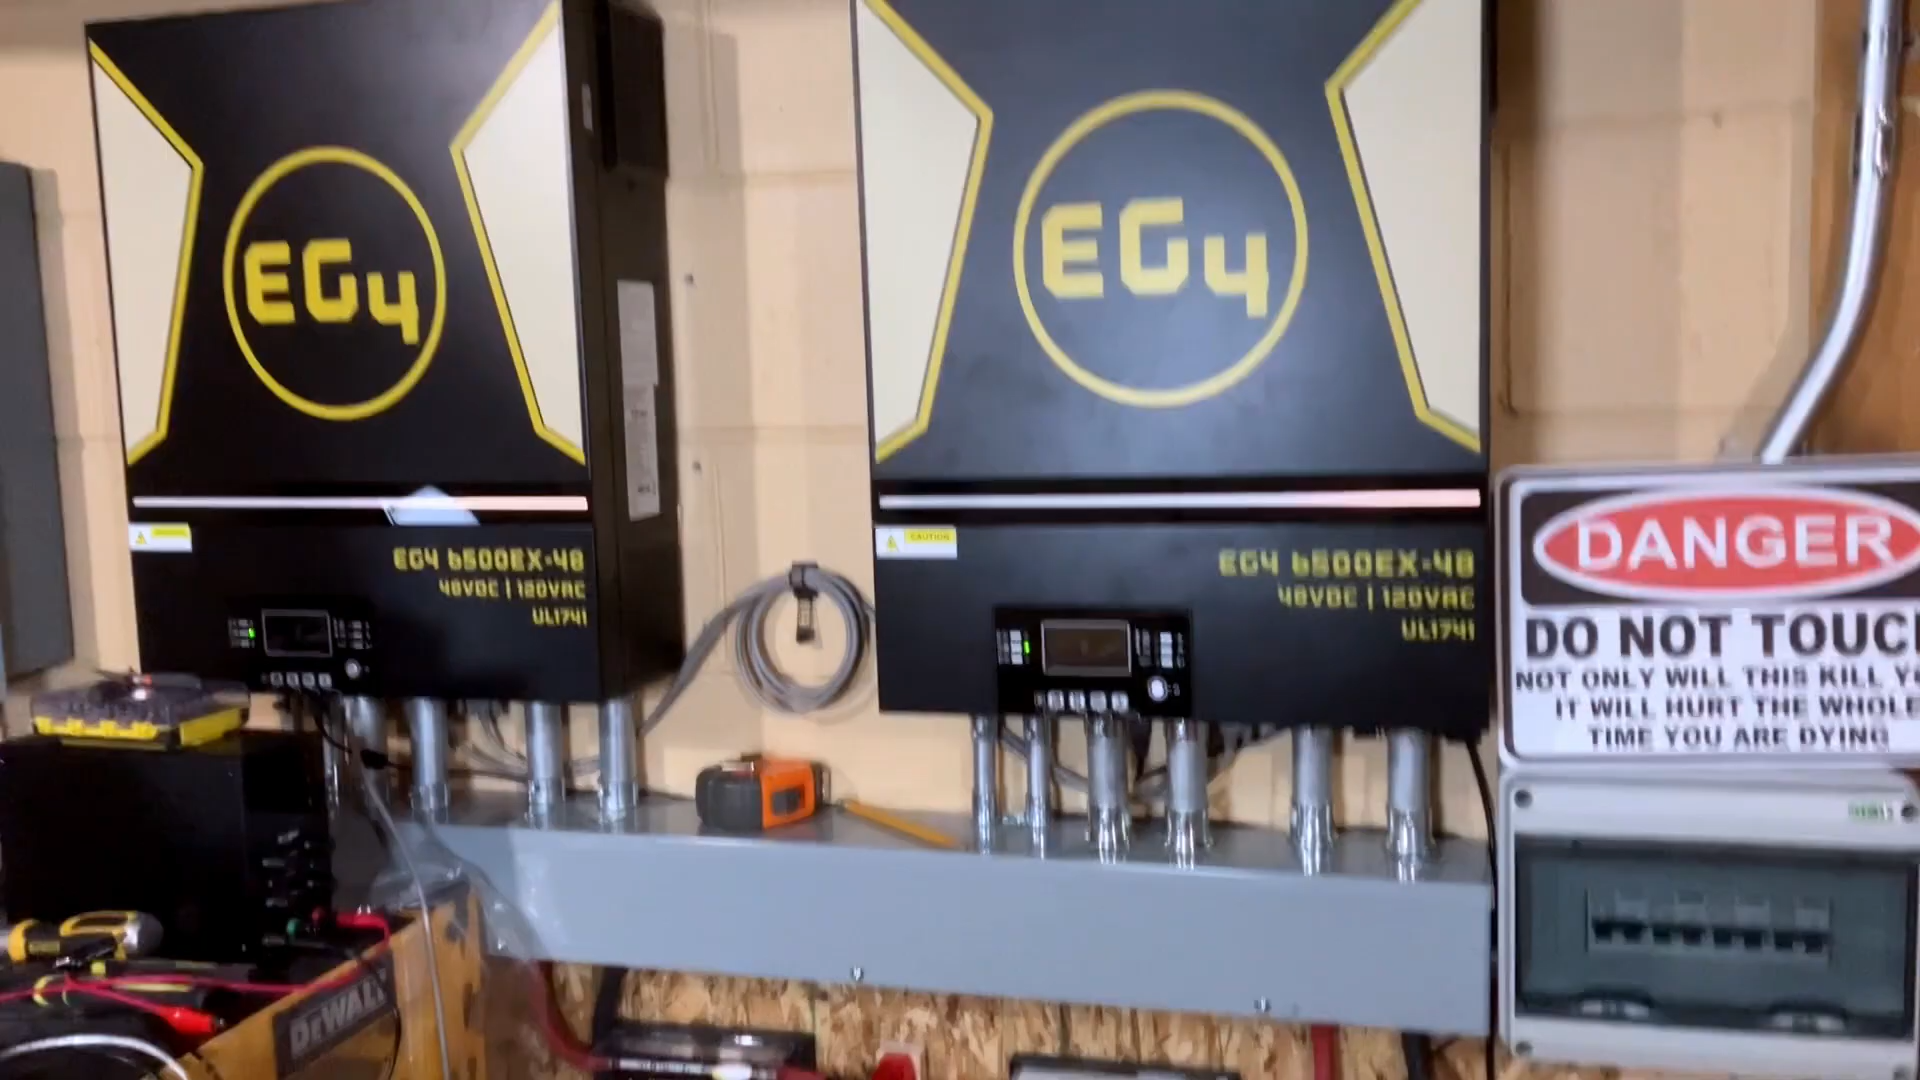 EG4
EG4
CAUTION
EG4 6500EX-48
48VDC | 120VAC
UL1741
EG4 6500EX-48
48VDC | 120VAC
UL1741
DANGER
DO NOT TOUC
NOT ONLY WILL THIS KILL Y
IT WILL HURT THE WHOLE
TIME YOU ARE DYING
DEWALT